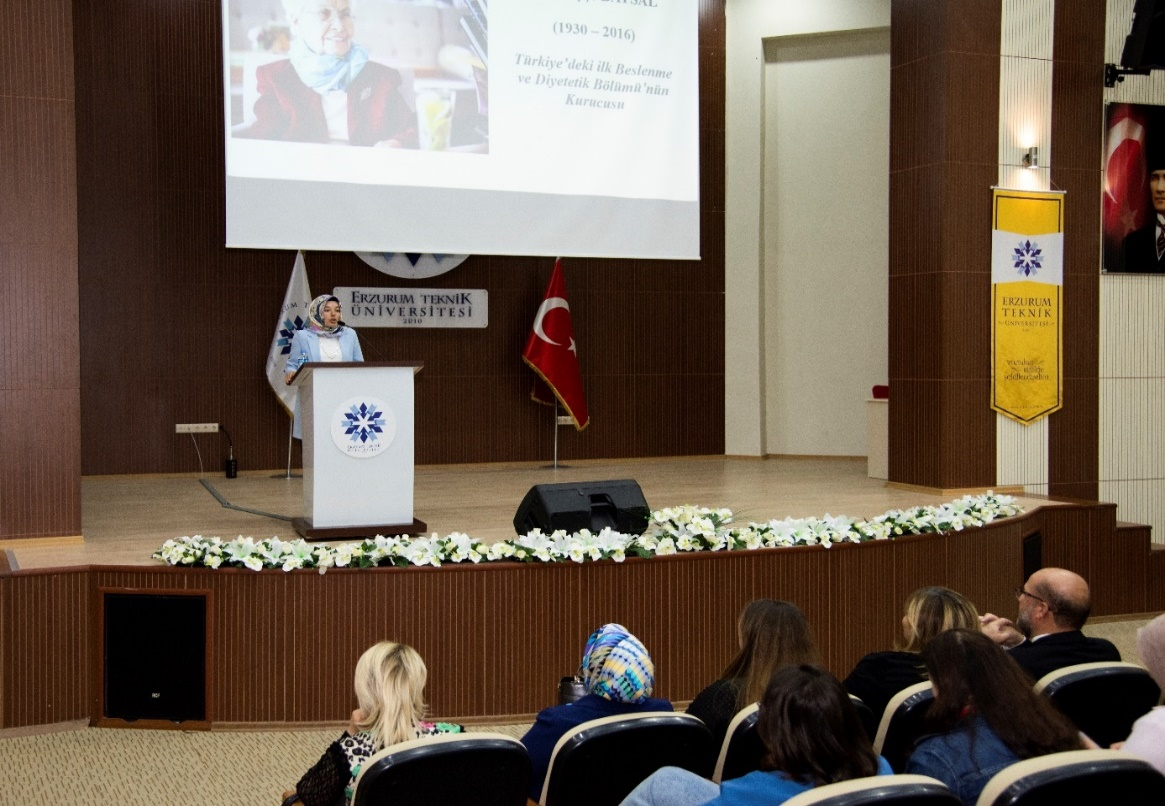 (1930 – 2016)
Türkiye'deki ilk Beslenme
ve Diyetetik Bölümü'nün
Kurucusu
ERZURUM TEKNİK
ÜNİVERSİTESİ
2010
ERZURUM
TEKNİK
ÜNİVERSİTESİ